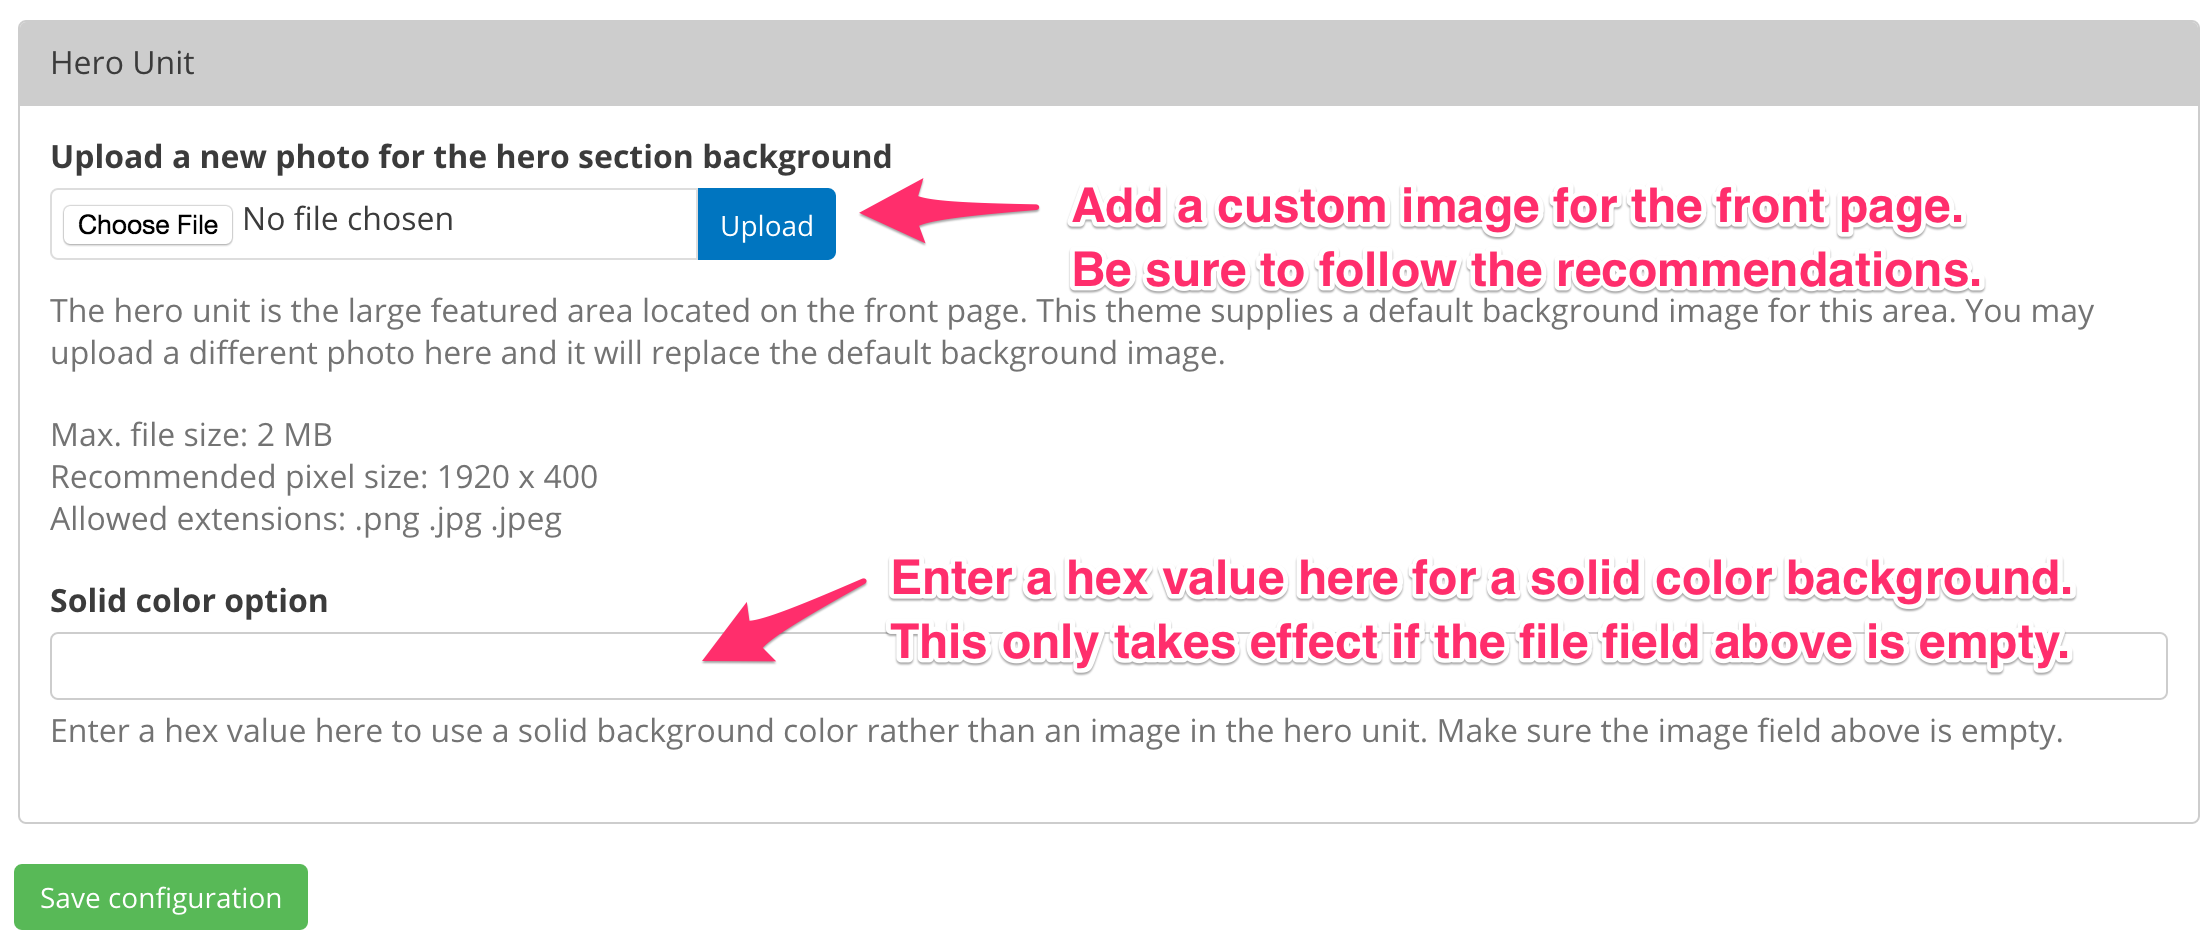 Hero Unit
Upload a new photo for the hero section background
Choose File No file chosen Upload
Add a custom image for the front page.
Be sure to follow the recommendations.
The hero unit is the large featured area located on the front page. This theme supplies a default background image for this area. You may
upload a different photo here and it will replace the default background image.
Max. file size: 2 MB
Recommended pixel size: 1920 x 400
Allowed extensions: .png .jpg .jpeg
Solid color option
Enter a hex value here for a solid color background.
This only takes effect if the file field above is empty.
Enter a hex value here to use a solid background color rather than an image in the hero unit. Make sure the image field above is empty.
Save configuration